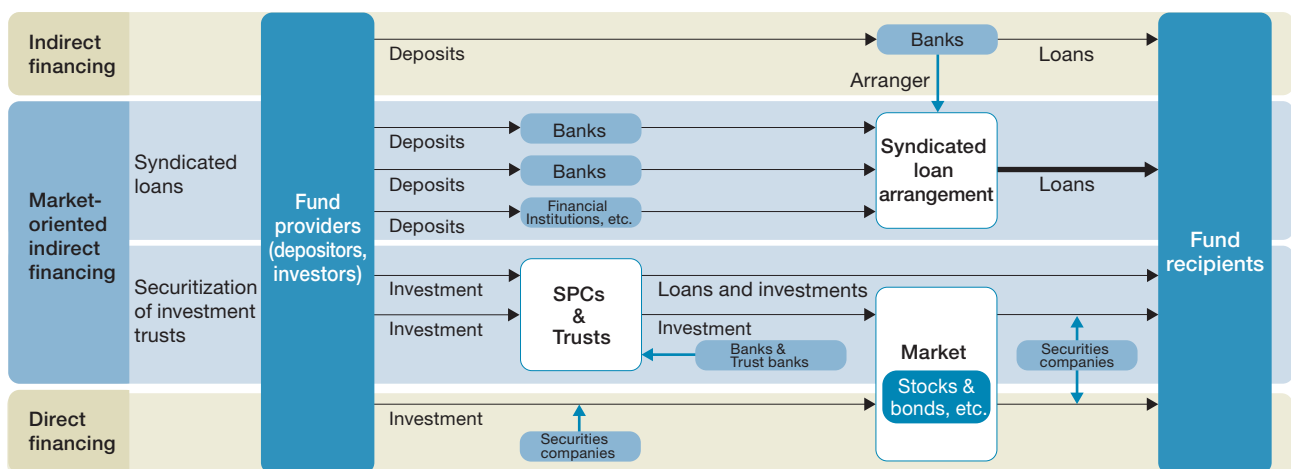 Indirect
financing
Deposits
Banks
Loans
Arranger
Market-
oriented
indirect
financing
Syndicated
loans
Fund
providers
(depositors,
investors)
Deposits
Banks
Deposits
Banks
Deposits
Financial
Institutions, etc.
Syndicated
loan
arrangement
Loans
Fund
recipients
Securitization
of investment
trusts
Investment
Investment
SPCs
&
Trusts
Loans and investments
Investment
Banks &
Trust banks
Market
Stocks &
bonds, etc.
Securities
companies
Direct
financing
Investment
Securities
companies